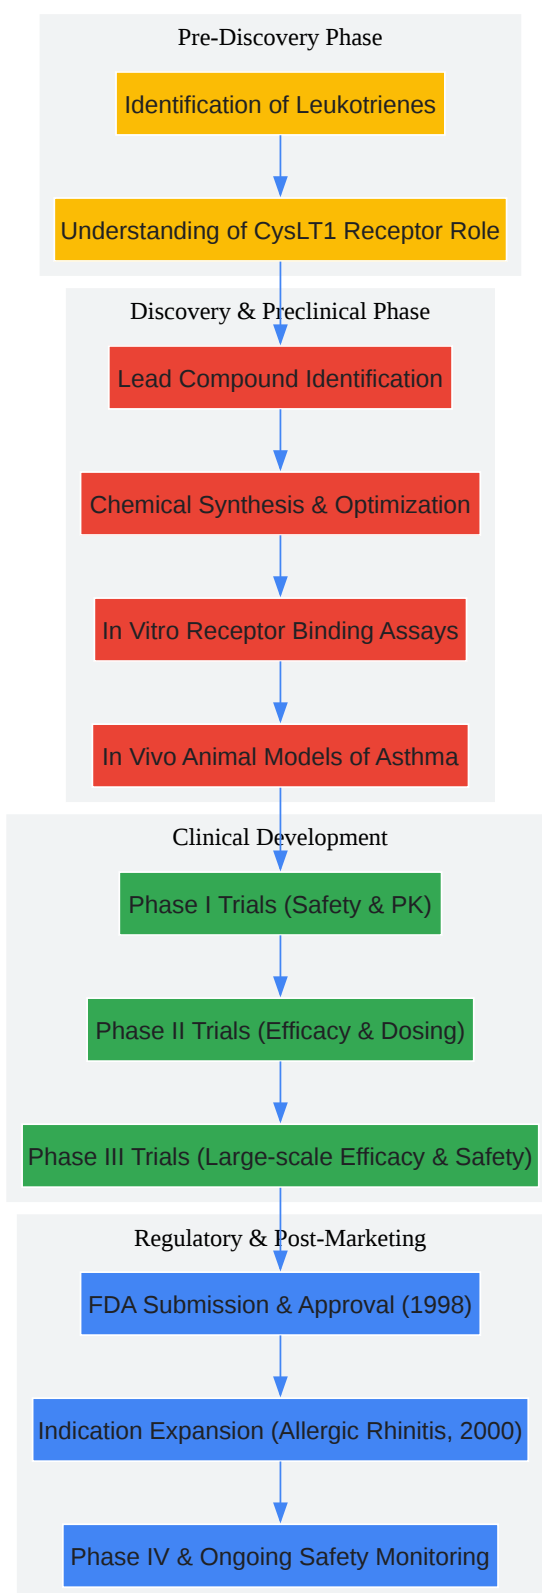 Pre-Discovery Phase
Identification of Leukotrienes
Understanding of CysLT1 Receptor Role
Discovery & Preclinical Phase
Lead Compound Identification
Chemical Synthesis & Optimization
In Vitro Receptor Binding Assays
In Vivo Animal Models of Asthma
Clinical Development
Phase I Trials (Safety & PK)
Phase II Trials (Efficacy & Dosing)
Phase III Trials (Large-scale Efficacy & Safety)
Regulatory & Post-Marketing
FDA Submission & Approval (1998)
Indication Expansion (Allergic Rhinitis, 2000)
Phase IV & Ongoing Safety Monitoring